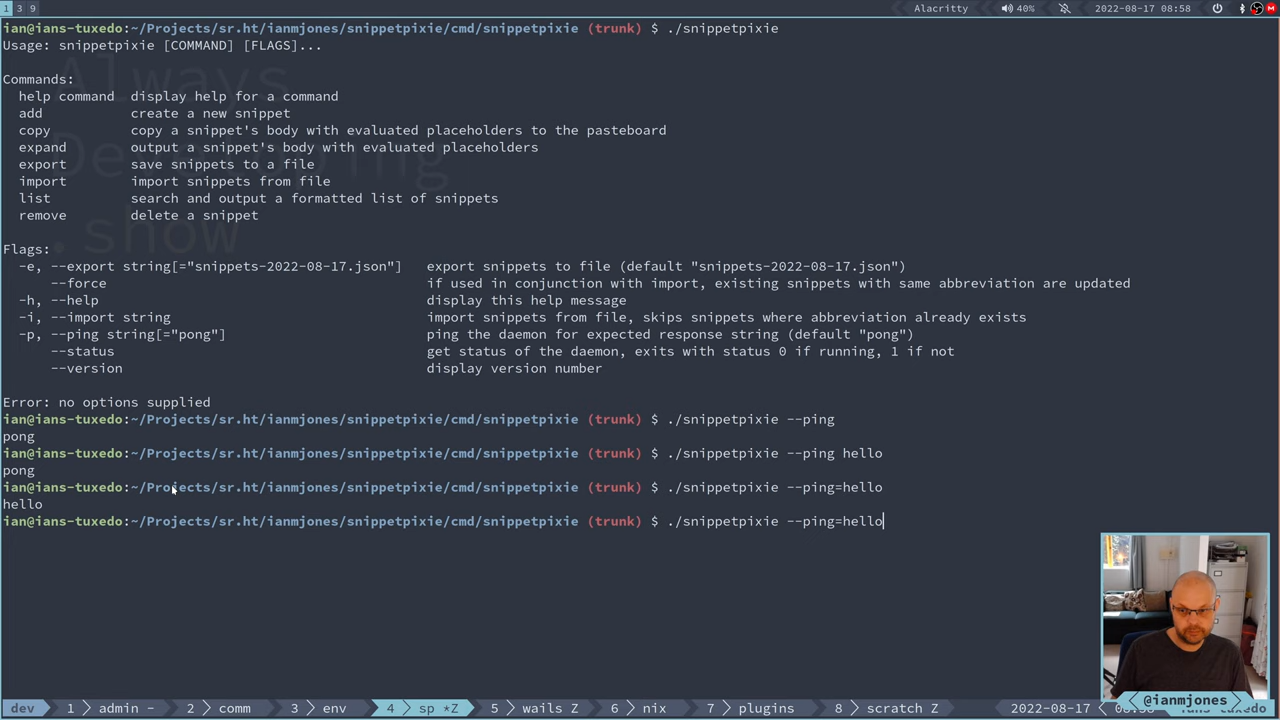 1 3 9
Alacritty
40%
2022-08-17 08:58
ian@ians-tuxedo:~/Projects/sr.ht/ianmjones/snippetpixie/cmd/snippetpixie (trunk) $ ./snippetpixie
Usage: snippetpixie [COMMAND] [FLAGS]...
Commands:
help command display help for a command
add create a new snippet
copy copy a snippet's body with evaluated placeholders to the pasteboard
expand output a snippet's body with evaluated placeholders
export save snippets to a file
import import snippets from file
list search and output a formatted list of snippets
remove delete a snippet
Flags:
-e, --export string[="snippets-2022-08-17.json"] export snippets to file (default "snippets-2022-08-17.json")
--force if used in conjunction with import, existing snippets with same abbreviation are updated
-h, --help display this help message
-i, --import string import snippets from file, skips snippets where abbreviation already exists
-p, --ping string[="pong"] ping the daemon for expected response string (default "pong")
--status get status of the daemon, exits with status 0 if running, 1 if not
--version display version number
Error: no options supplied
ian@ians-tuxedo:~/Projects/sr.ht/ianmjones/snippetpixie/cmd/snippetpixie (trunk) $ ./snippetpixie --ping
pong
ian@ians-tuxedo:~/Projects/sr.ht/ianmjones/snippetpixie/cmd/snippetpixie (trunk) $ ./snippetpixie --ping hello
pong
ian@ians-tuxedo:~/Projects/sr.ht/ianmjones/snippetpixie/cmd/snippetpixie (trunk) $ ./snippetpixie --ping=hello
hello
ian@ians-tuxedo:~/Projects/sr.ht/ianmjones/snippetpixie/cmd/snippetpixie (trunk) $ ./snippetpixie --ping=hello
Always
Developing
.show
< @ianmjones >
dev 1 > admin - 2 > comm 3 > env 4 > sp *Z 5 > wails Z 6 > nix 7 > plugins 8 > scratch Z 2022-08-17 < ians-tuxedo